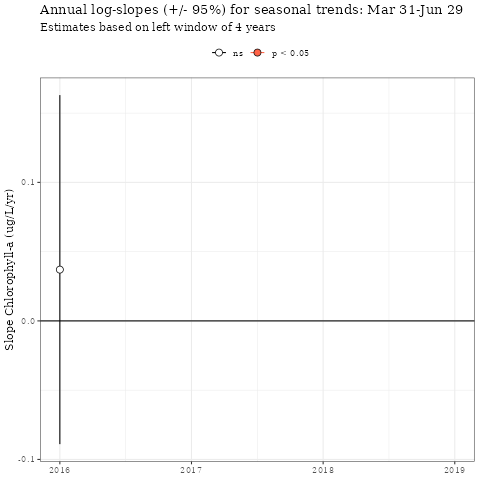 Annual log-slopes (+/- 95%) for seasonal trends: Mar 31-Jun 29
Estimates based on left window of 4 years
ns p < 0.05
Slope Chlorophyll-a (ug/L/yr)
0.1
0.0
-0.1
2016 2017 2018 2019